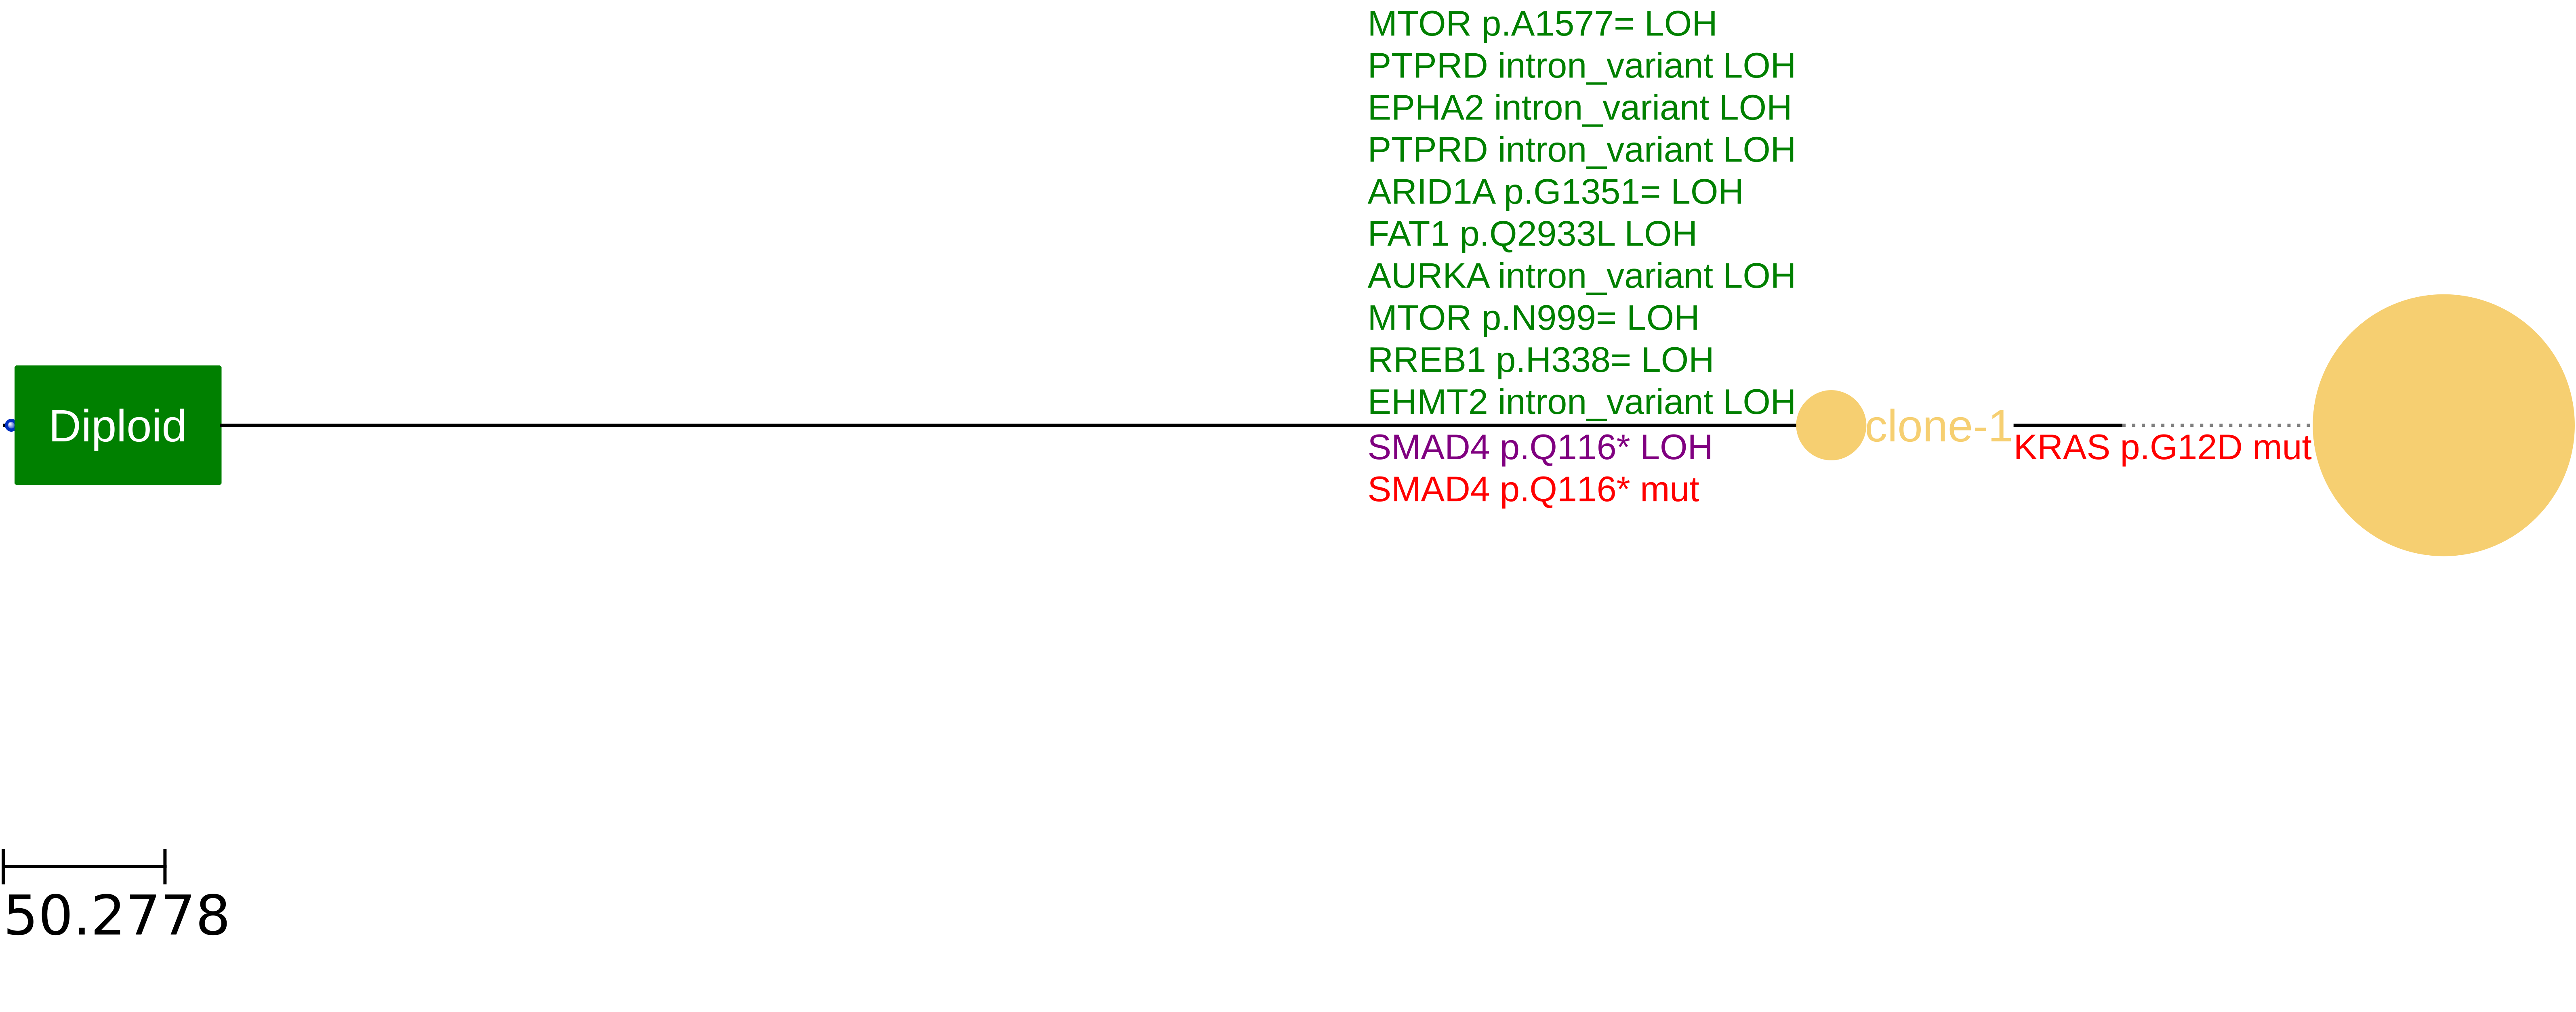 MTOR p.A1577= LOH
PTPRD intron_variant LOH
EPHA2 intron_variant LOH
PTPRD intron_variant LOH
ARID1A p.G1351= LOH
FAT1 p.Q2933L LOH
AURKA intron_variant LOH
MTOR p.N999= LOH
RREB1 p.H338= LOH
EHMT2 intron_variant LOH
Diploid
clone-1
SMAD4 p.Q116* LOH
KRAS p.G12D mut
SMAD4 p.Q116* mut
50.2778